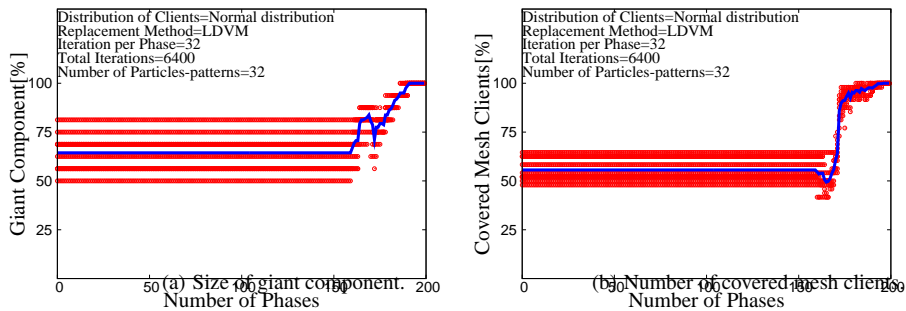 Distribution of Clients=Normal distribution
Replacement Method=LDVM
Iteration per Phase=32
Total Iterations=6400
Number of Particles-patterns=32
Giant Component[%]
100
75
50
25
0 50 100 150 200
(a) Size of giant component.
Number of Phases
Distribution of Clients=Normal distribution
Replacement Method=LDVM
Iteration per Phase=32
Total Iterations=6400
Number of Particles-patterns=32
Covered Mesh Clients[%]
100
75
50
25
0 50 100 150 200
(b) Number of covered mesh clients.
Number of Phases